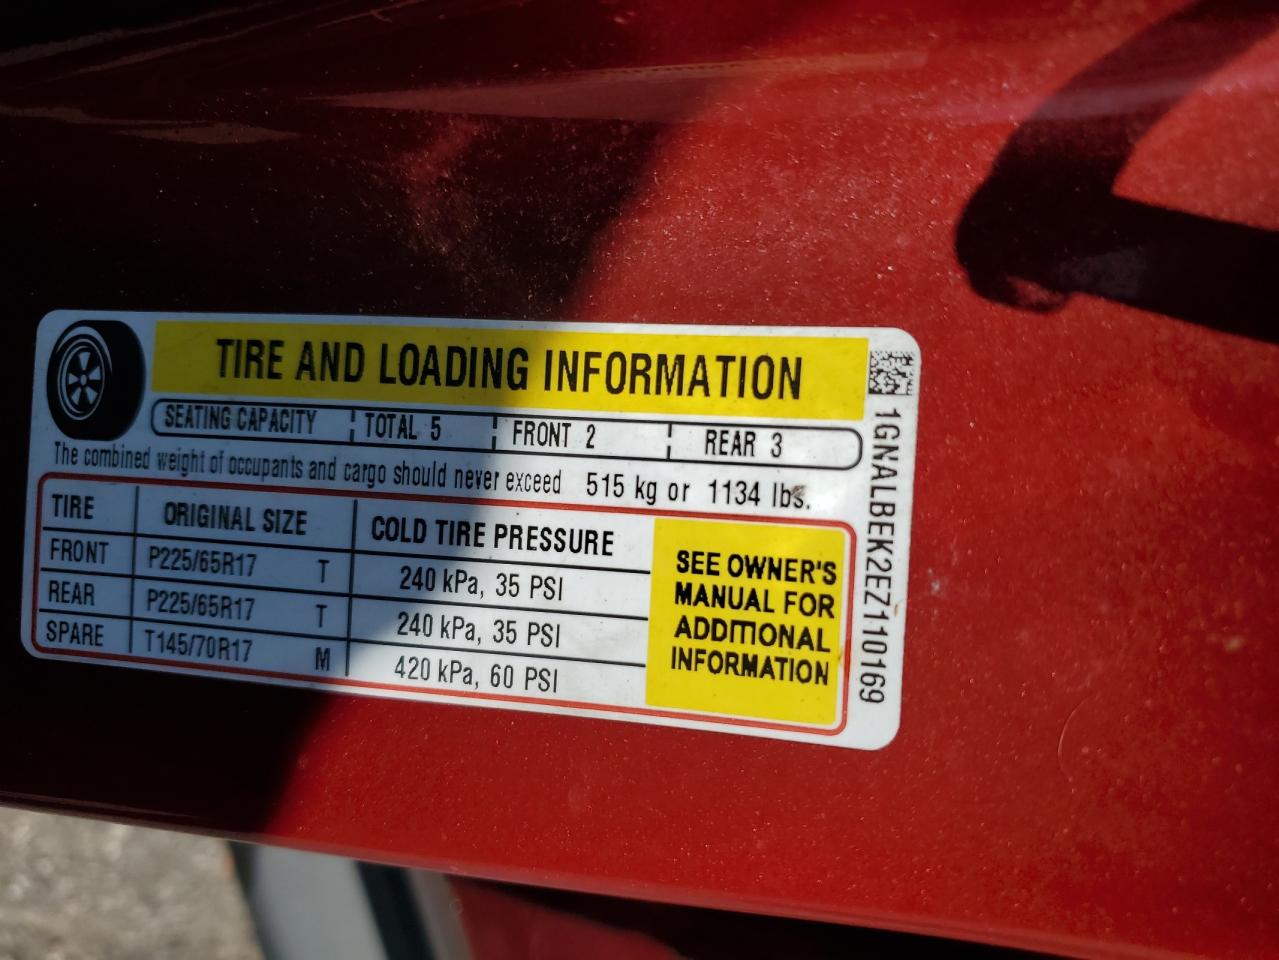 TIRE AND LOADING INFORMATION
SEATING CAPACITY TOTAL 5 FRONT 2 REAR 3
The combined weight of occupants and cargo should never exceed 515 kg or 1134 lbs.
TIRE ORIGINAL SIZE COLD TIRE PRESSURE
FRONT P225/65R17 T 240 kPa, 35 PSI
REAR P225/65R17 T 240 kPa, 35 PSI
SPARE T145/70R17 M 420 kPa, 60 PSI
SEE OWNER'S
MANUAL FOR
ADDITIONAL
INFORMATION
1GNALBEK2EZ110169